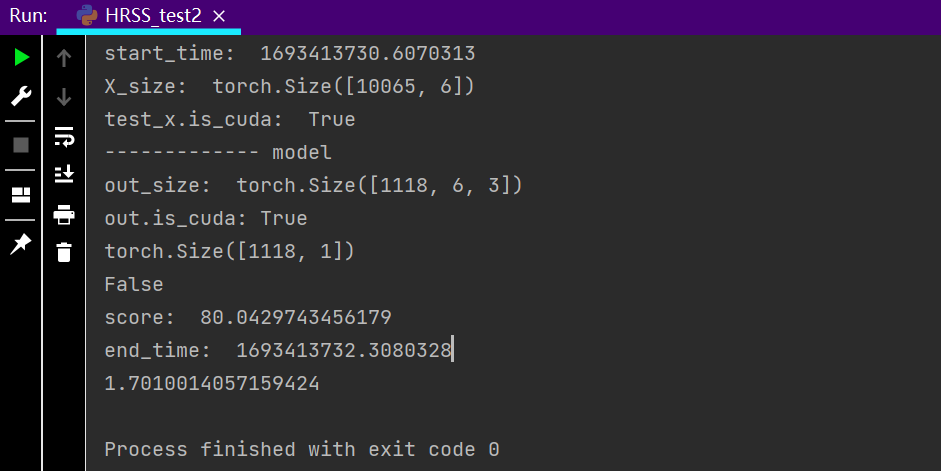 Run: HRSS_test2
start_time:  1693413730.6070313
X_size:  torch.Size([10065, 6])
test_x.is_cuda:  True
------------- model
out_size:  torch.Size([1118, 6, 3])
out.is_cuda: True
torch.Size([1118, 1])
False
score:  80.0429743456179
end_time:  1693413732.3080328
1.7010014057159424
Process finished with exit code 0